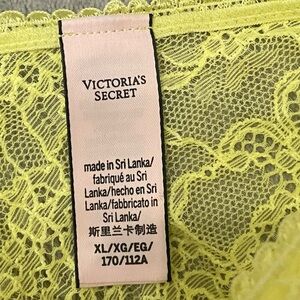 VICTORIA'S
SECRET
made in Sri Lanka/
fabriqué au Sri
Lanka/hecho en Sri
Lanka/fabbricato in
Sri Lanka/
斯里兰卡制造
XL/XG/EG/
170/112A